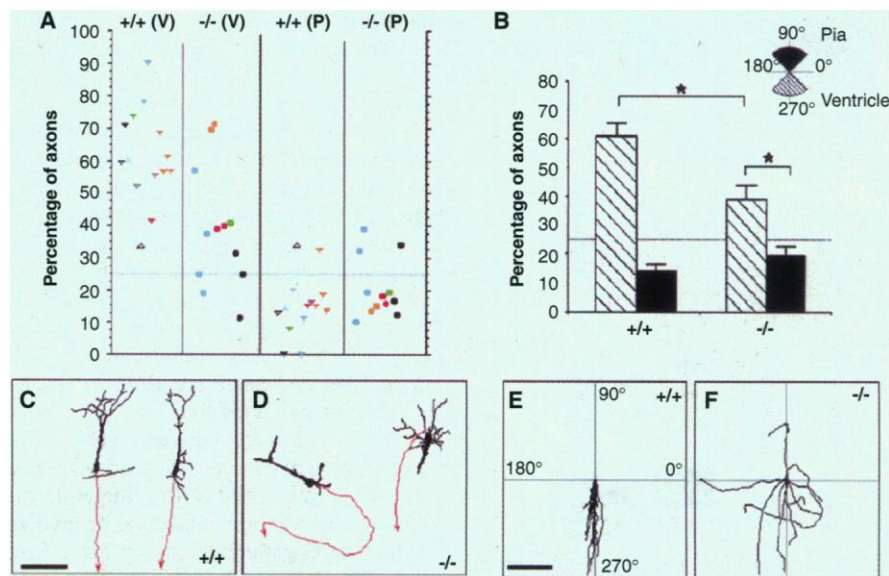 A
+/+ (V)
-/- (V)
+/+ (P)
-/- (P)
Percentage of axons
100
90
80
70
60
50
40
30
20
10
0
B
90°
Pia
180°
0°
Ventricle
270°
Percentage of axons
80
70
60
50
40
30
20
10
0
*
*
+/+
-/-
C
+/+
D
-/-
E
90°
+/+
180°
0°
270°
F
-/-